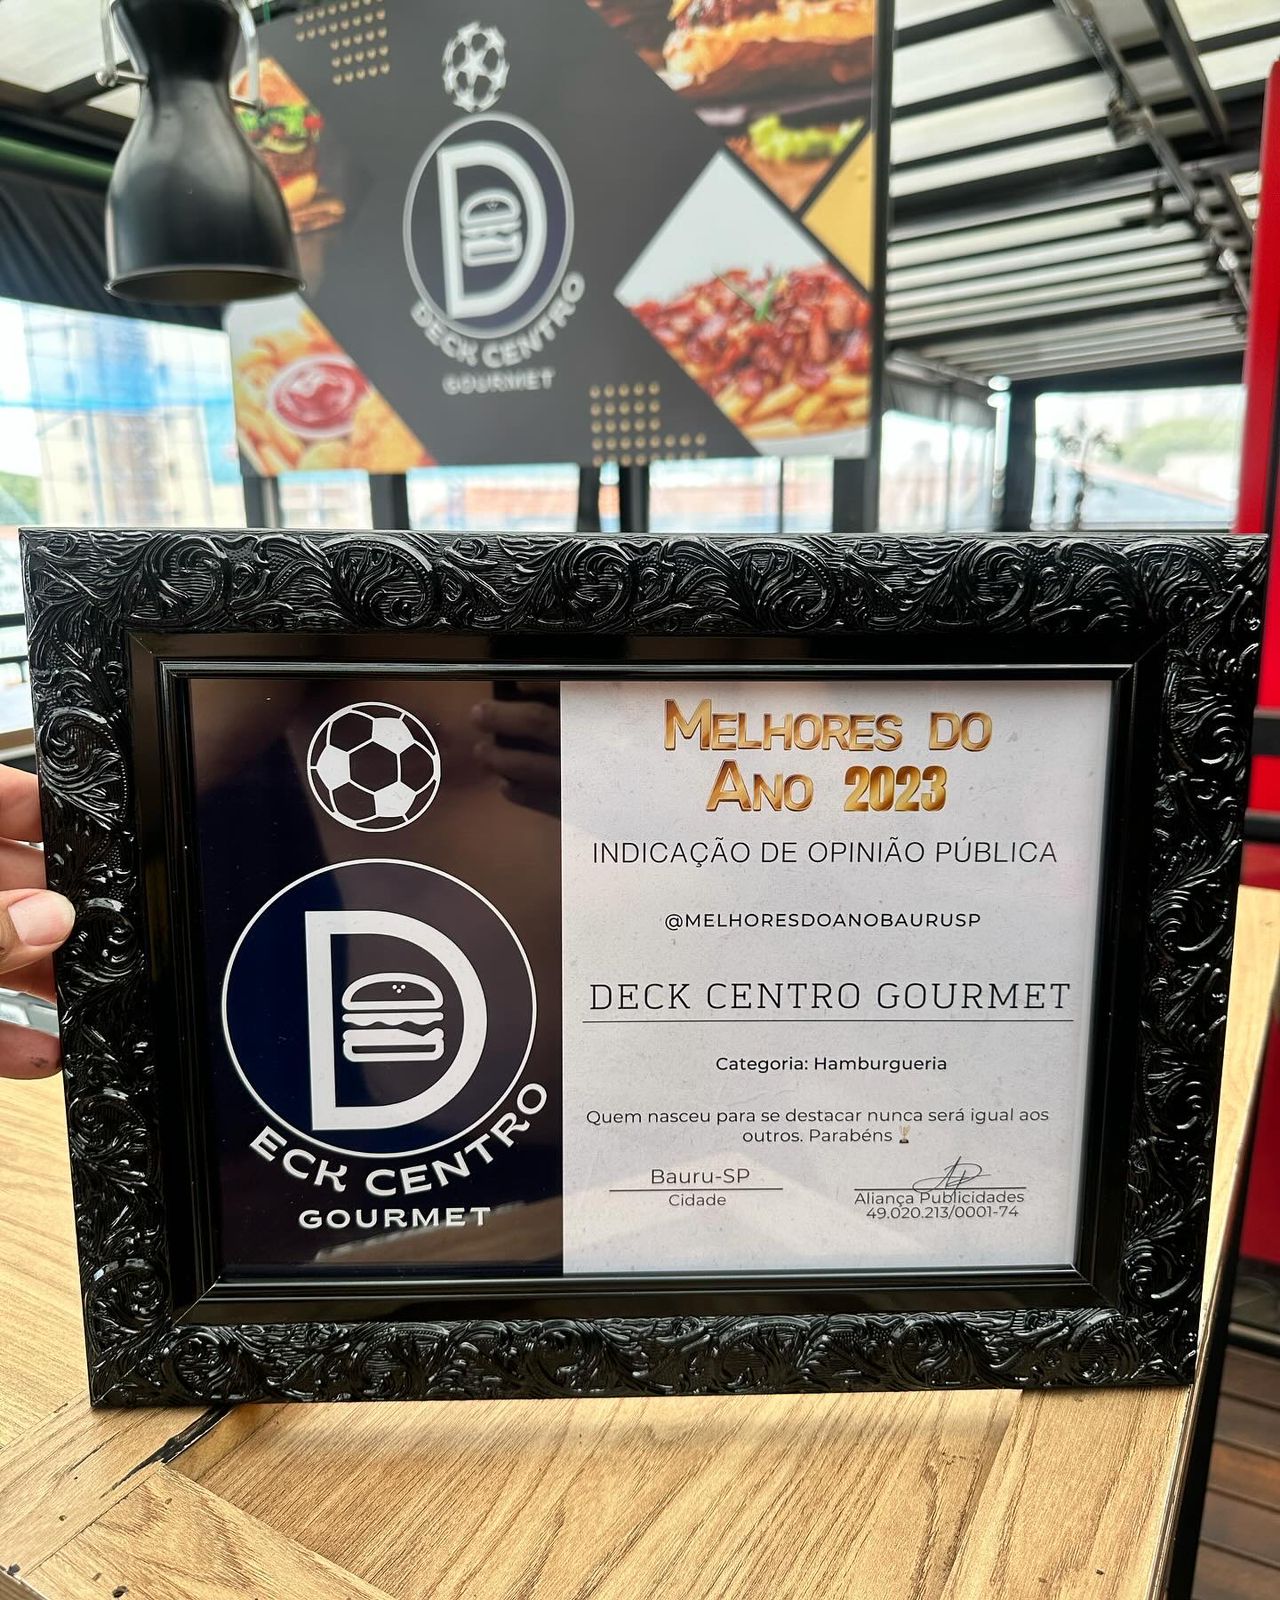 D
DECK CENTRO
GOURMET
D
ECK CENTRO
GOURMET
MELHORES DO
ANO 2023
INDICAÇÃO DE OPINIÃO PÚBLICA
@MELHORESDOANOBAURUSP
DECK CENTRO GOURMET
Categoria: Hamburgueria
Quem nasceu para se destacar nunca será igual aos
outros. Parabéns 🏆
Bauru-SP
Cidade
Aliança Publicidades
49.020.213/0001-74